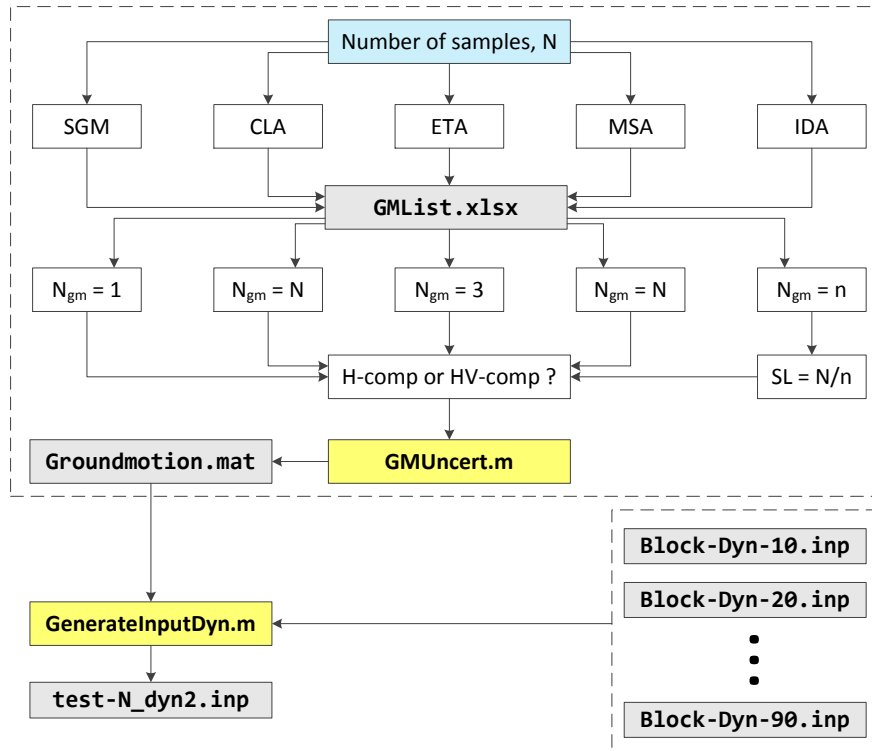 Number of samples, N
SGM
CLA
ETA
MSA
IDA
GMList.xlsx
Ngm = 1
Ngm = N
Ngm = 3
Ngm = N
Ngm = n
H-comp or HV-comp ?
SL = N/n
Groundmotion.mat
GMUncert.m
Block-Dyn-10.inp
Block-Dyn-20.inp
GenerateInputDyn.m
test-N_dyn2.inp
Block-Dyn-90.inp